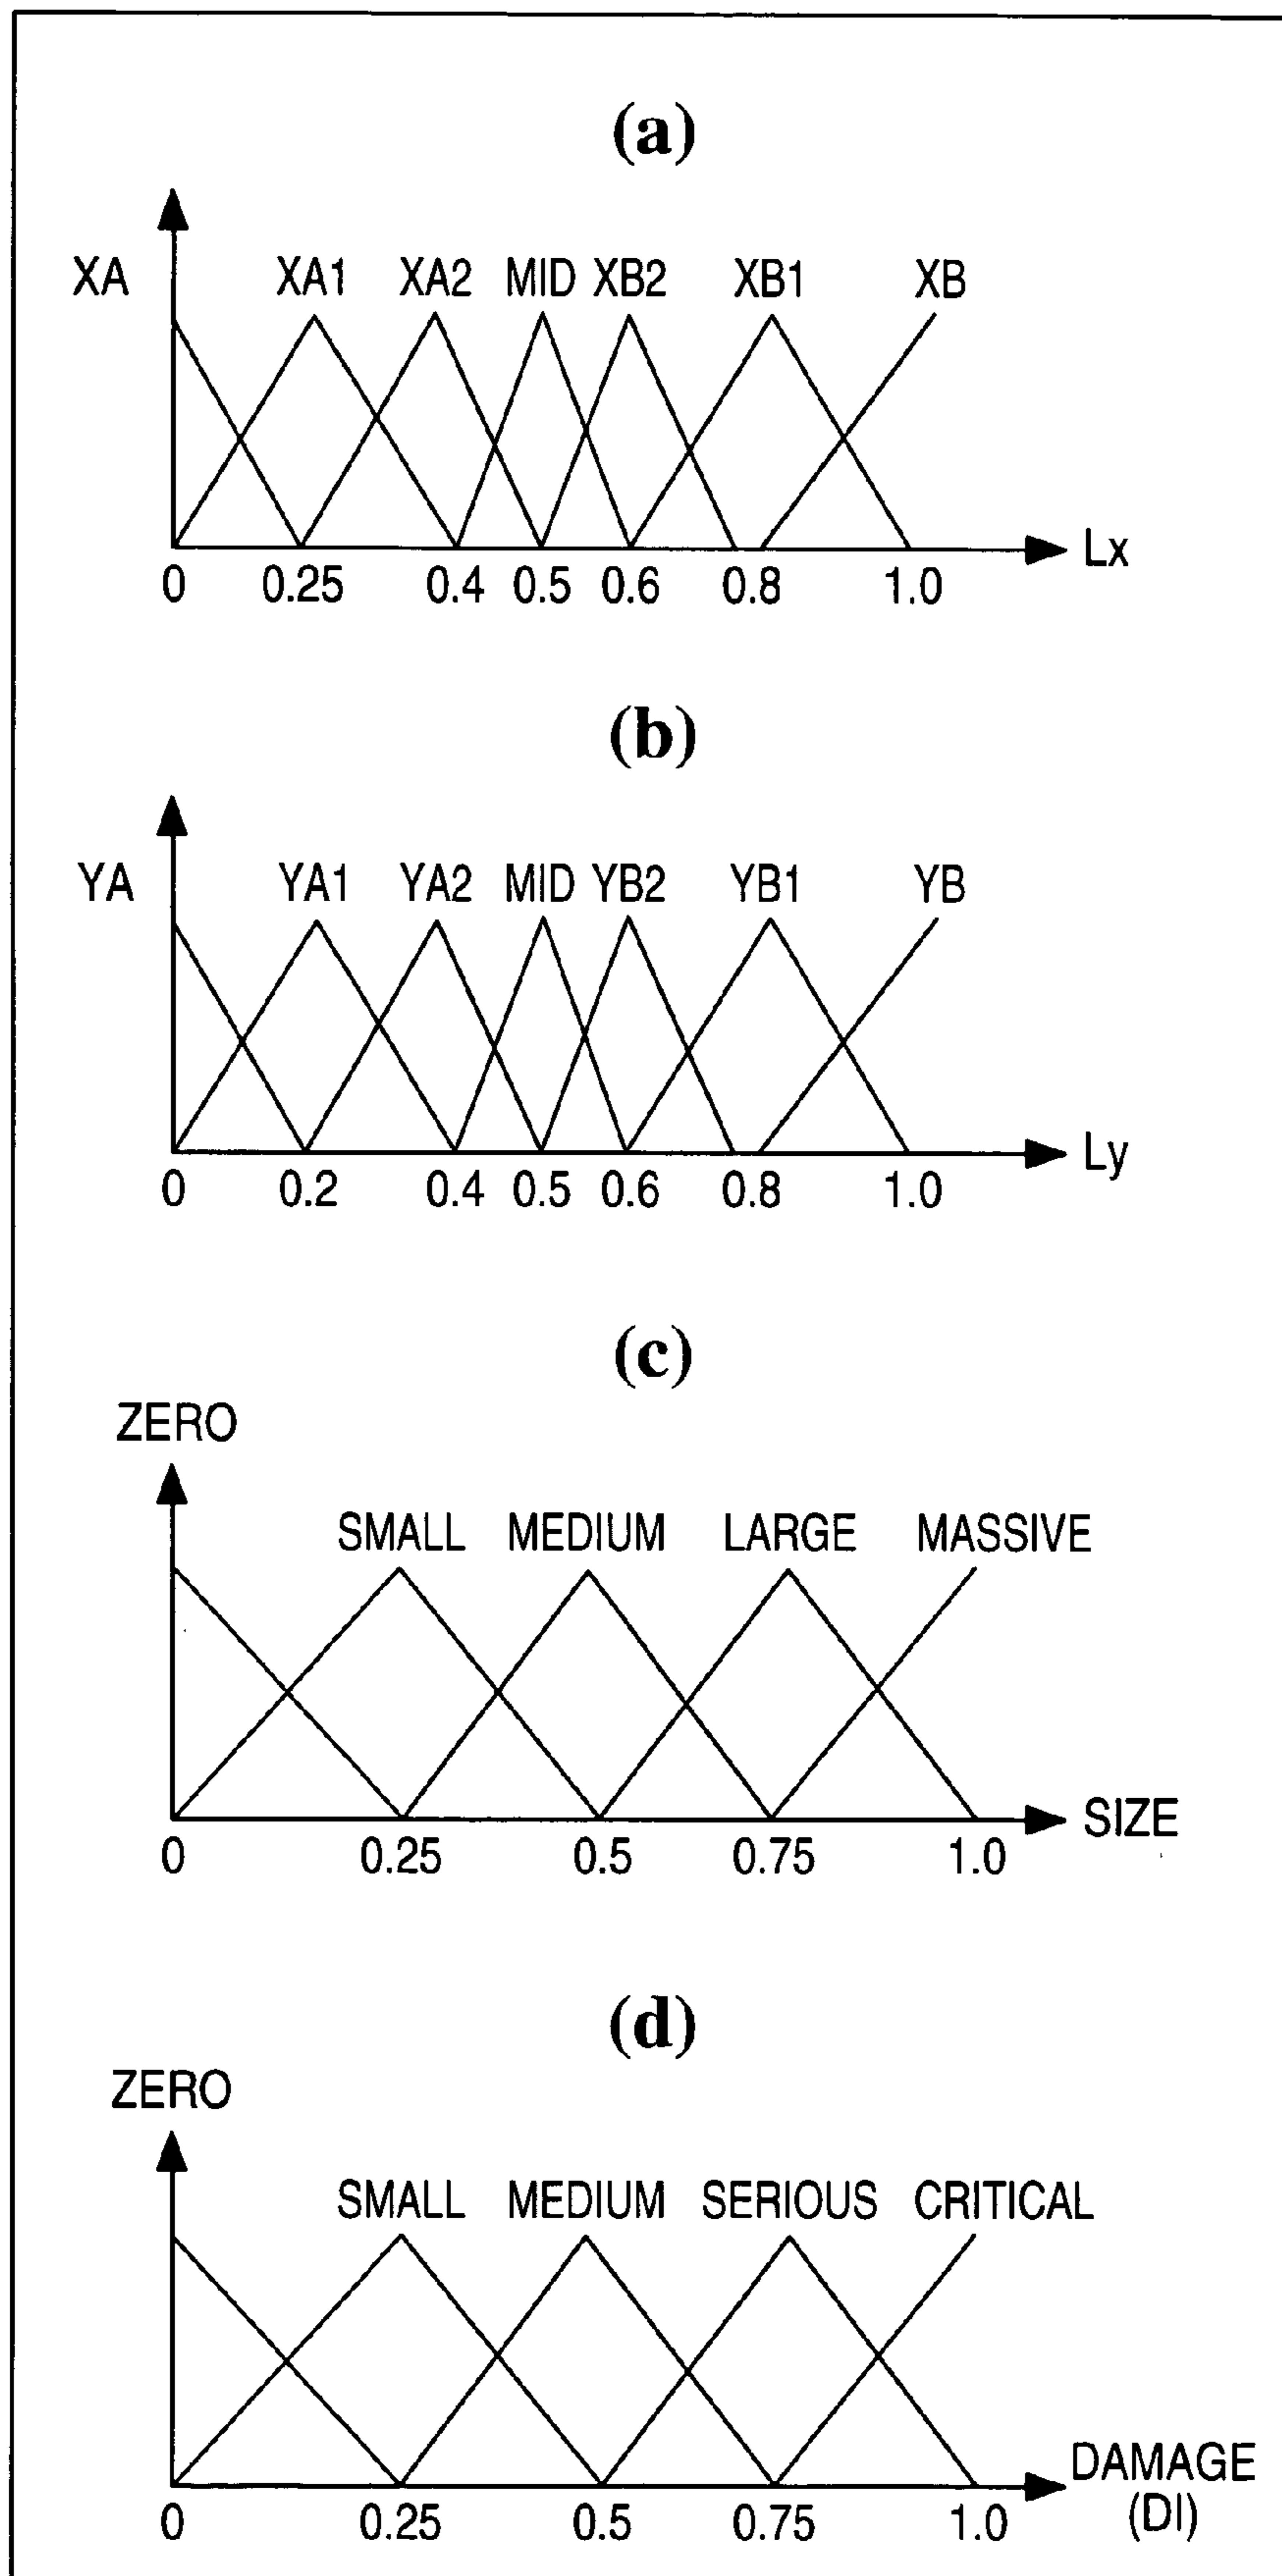 (a)
XA XA1 XA2 MID XB2 XB1 XB
Lx
0 0.25 0.4 0.5 0.6 0.8 1.0
(b)
YA YA1 YA2 MID YB2 YB1 YB
Ly
0 0.2 0.4 0.5 0.6 0.8 1.0
(c)
ZERO
SMALL MEDIUM LARGE MASSIVE
SIZE
0 0.25 0.5 0.75 1.0
(d)
ZERO
SMALL MEDIUM SERIOUS CRITICAL
DAMAGE
(DI)
0 0.25 0.5 0.75 1.0